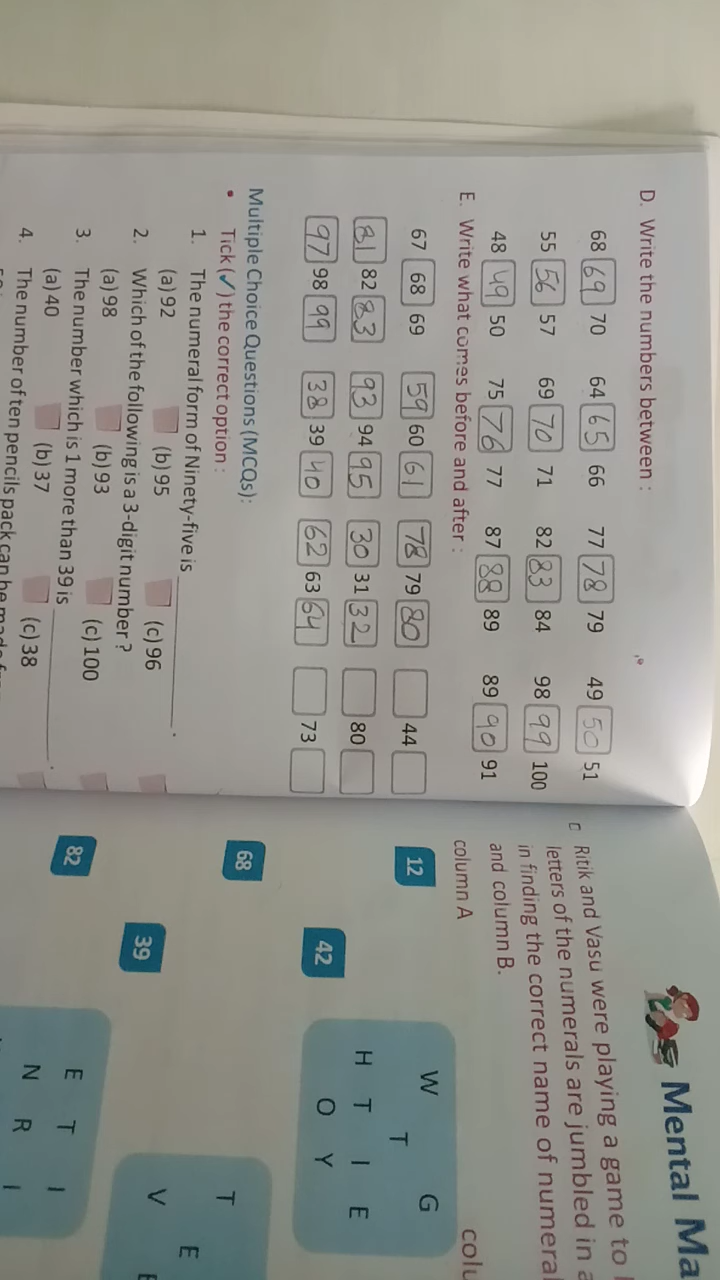 D. Write the numbers between :
68 69 70 64 65 66 77 78 79 49 50 51
55 56 57 69 70 71 82 83 84 98 99 100
48 49 50 75 76 77 87 88 89 89 90 91
E. Write what comes before and after :
67 68 69 59 60 61 78 79 80 44
81 82 83 93 94 95 30 31 32 80
97 98 99 38 39 40 62 63 64 73
Multiple Choice Questions (MCQs):
• Tick (✓) the correct option :
1. The numeral form of Ninety-five is ________.
(a) 92 (b) 95 (c) 96
2. Which of the following is a 3-digit number ?
(a) 98 (b) 93 (c) 100
3. The number which is 1 more than 39 is ________.
(a) 40 (b) 37 (c) 38
4. The number of ten pencils pack can be made
Mental Ma
Ritik and Vasu were playing a game to
letters of the numerals are jumbled in a
in finding the correct name of numera
and column B.
column A colu
12
W G
T
H T I E
O Y
42
68
T E
V E
39
82
E T I
N R I